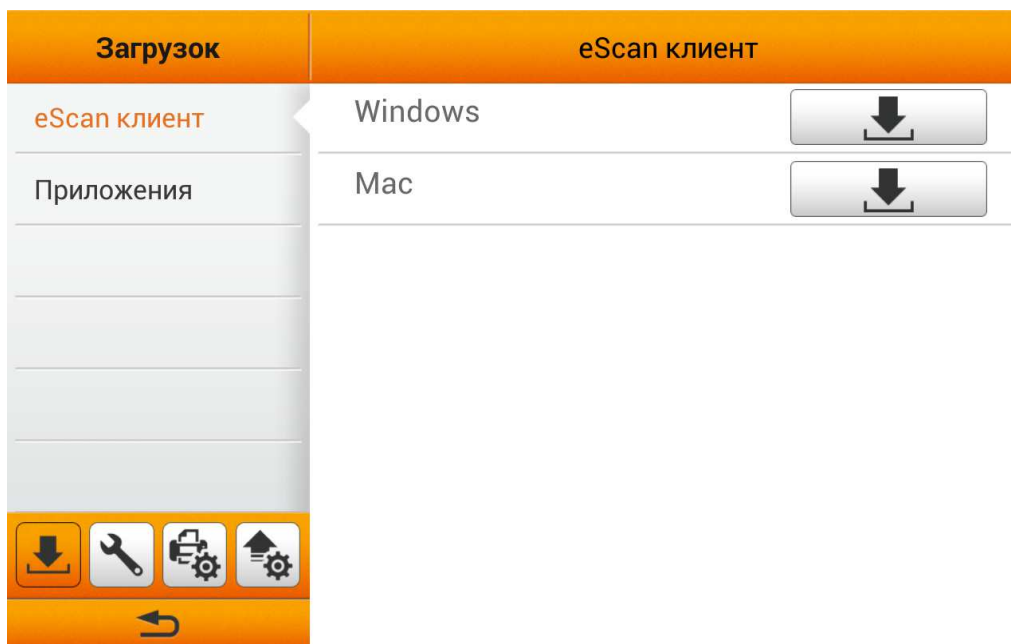 Загрузок
eScan клиент
eScan клиент
Windows
Приложения
Mac